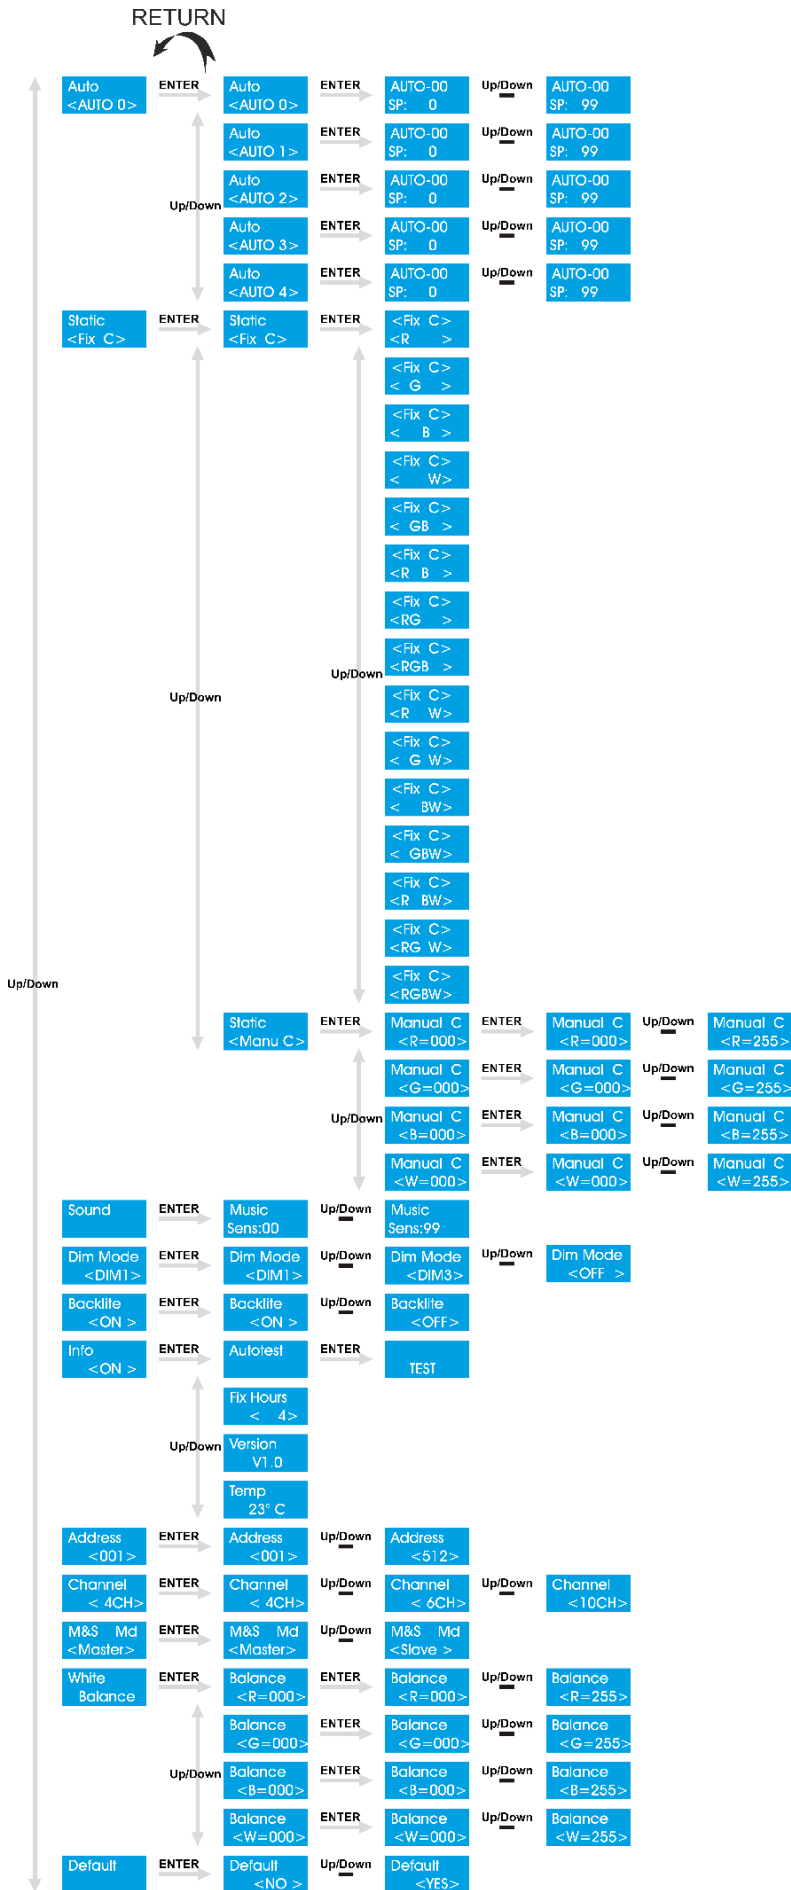 RETURN
Auto ENTER Auto ENTER AUTO-00 Up/Down AUTO-00
<AUTO 0> <AUTO 0> SP: 0 SP: 99
Auto ENTER AUTO-00 Up/Down AUTO-00
<AUTO 1> SP: 0 SP: 99
Auto ENTER AUTO-00 Up/Down AUTO-00
<AUTO 2> SP: 0 SP: 99
Up/Down
Auto ENTER AUTO-00 Up/Down AUTO-00
<AUTO 3> SP: 0 SP: 99
Auto ENTER AUTO-00 Up/Down AUTO-00
<AUTO 4> SP: 0 SP: 99
Static ENTER Static ENTER <Fix C>
<Fix C> <Fix C> <R >
<Fix C>
< G >
<Fix C>
< B >
<Fix C>
< W>
<Fix C>
< GB >
<Fix C>
<R B >
<Fix C>
<RG >
<Fix C>
<RGB >
Up/Down
Up/Down
<Fix C>
<R W>
<Fix C>
< G W>
<Fix C>
< BW>
<Fix C>
< GBW>
<Fix C>
<R BW>
<Fix C>
<RG W>
<Fix C>
<RGBW>
Up/Down
Static ENTER Manual C ENTER Manual C Up/Down Manual C
<Manu C> <R=000> <R=000> <R=255>
Manual C ENTER Manual C Up/Down Manual C
<G=000> <G=000> <G=255>
Up/Down
Manual C ENTER Manual C Up/Down Manual C
<B=000> <B=000> <B=255>
Manual C ENTER Manual C Up/Down Manual C
<W=000> <W=000> <W=255>
Sound ENTER Music Up/Down Music
Sens:00 Sens:99
Dim Mode ENTER Dim Mode Up/Down Dim Mode Up/Down Dim Mode
<DIM1> <DIM1> <DIM3> <OFF >
Backlite ENTER Backlite Up/Down Backlite
<ON > <ON > <OFF>
Info ENTER Autotest ENTER
<ON > TEST
Fix Hours
< 4>
Up/Down
Version
V1.0
Temp
23° C
Address ENTER Address Up/Down Address
<001> <001> <512>
Channel ENTER Channel Up/Down Channel Up/Down Channel
< 4CH> < 4CH> < 6CH> <10CH>
M&S Md ENTER M&S Md Up/Down M&S Md
<Master> <Master> <Slave >
White ENTER Balance ENTER Balance Up/Down Balance
Balance <R=000> <R=000> <R=255>
Balance ENTER Balance Up/Down Balance
<G=000> <G=000> <G=255>
Up/Down
Balance ENTER Balance Up/Down Balance
<B=000> <B=000> <B=255>
Balance ENTER Balance Up/Down Balance
<W=000> <W=000> <W=255>
Default ENTER Default Up/Down Default
<NO > <YES>